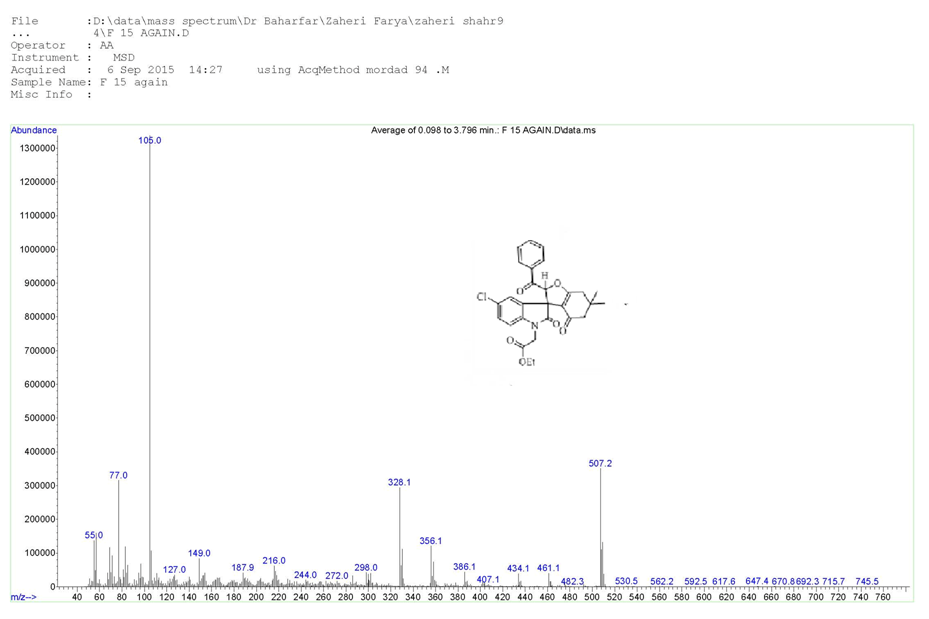 File :D:\data\mass spectrum\Dr Baharfar\Zaheri Farya\zaheri shahr9
... 4\F 15 AGAIN.D
Operator : AA
Instrument : MSD
Acquired : 6 Sep 2015 14:27 using AcqMethod mordad 94 .M
Sample Name: F 15 again
Misc Info :
Abundance
Average of 0.098 to 3.796 min.: F 15 AGAIN.D\data.ms
105.0
1300000
1200000
1100000
1000000
900000
800000
700000
600000
500000
400000
300000
200000
100000
0
H
O
O
Cl
O
N
O
O
OEt
507.2
77.0
328.1
55.0
356.1
149.0
216.0
127.0
187.9
298.0
386.1
434.1
461.1
244.0
272.0
407.1
482.3
530.5
562.2
592.5
617.6
647.4
670.8
692.3
715.7
745.5
m/z-->
40 60 80 100 120 140 160 180 200 220 240 260 280 300 320 340 360 380 400 420 440 460 480 500 520 540 560 580 600 620 640 660 680 700 720 740 760